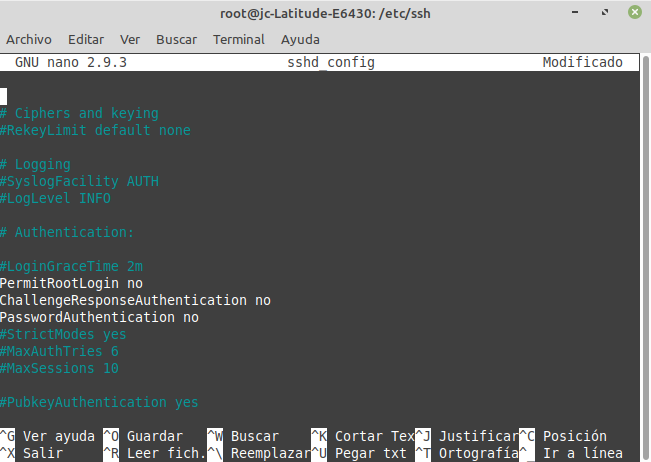 root@jc-Latitude-E6430: /etc/ssh
Archivo Editar Ver Buscar Terminal Ayuda
GNU nano 2.9.3 sshd_config Modificado
# Ciphers and keying
#RekeyLimit default none
# Logging
#SyslogFacility AUTH
#LogLevel INFO
# Authentication:
#LoginGraceTime 2m
PermitRootLogin no
ChallengeResponseAuthentication no
PasswordAuthentication no
#StrictModes yes
#MaxAuthTries 6
#MaxSessions 10
#PubkeyAuthentication yes
^G Ver ayuda ^O Guardar ^W Buscar ^K Cortar Tex^J Justificar^C Posición
^X Salir ^R Leer fich.^\ Reemplazar^U Pegar txt ^T Ortografía^_ Ir a línea